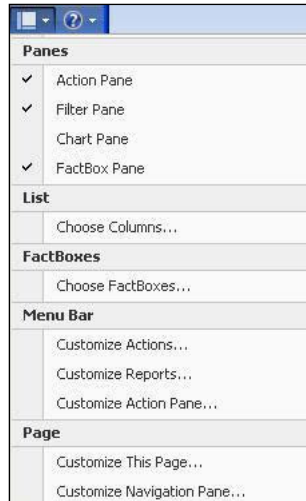 Panes
Action Pane
Filter Pane
Chart Pane
FactBox Pane
List
Choose Columns...
FactBoxes
Choose FactBoxes...
Menu Bar
Customize Actions...
Customize Reports...
Customize Action Pane...
Page
Customize This Page...
Customize Navigation Pane...